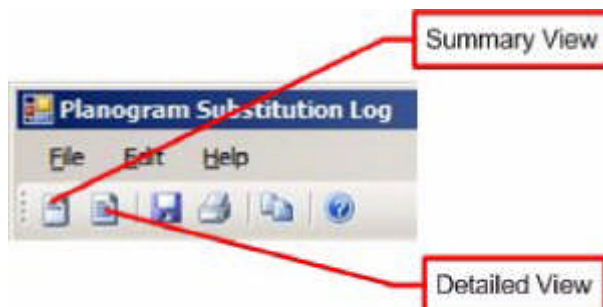 Summary View
Planogram Substitution Log
File Edit Help
Detailed View